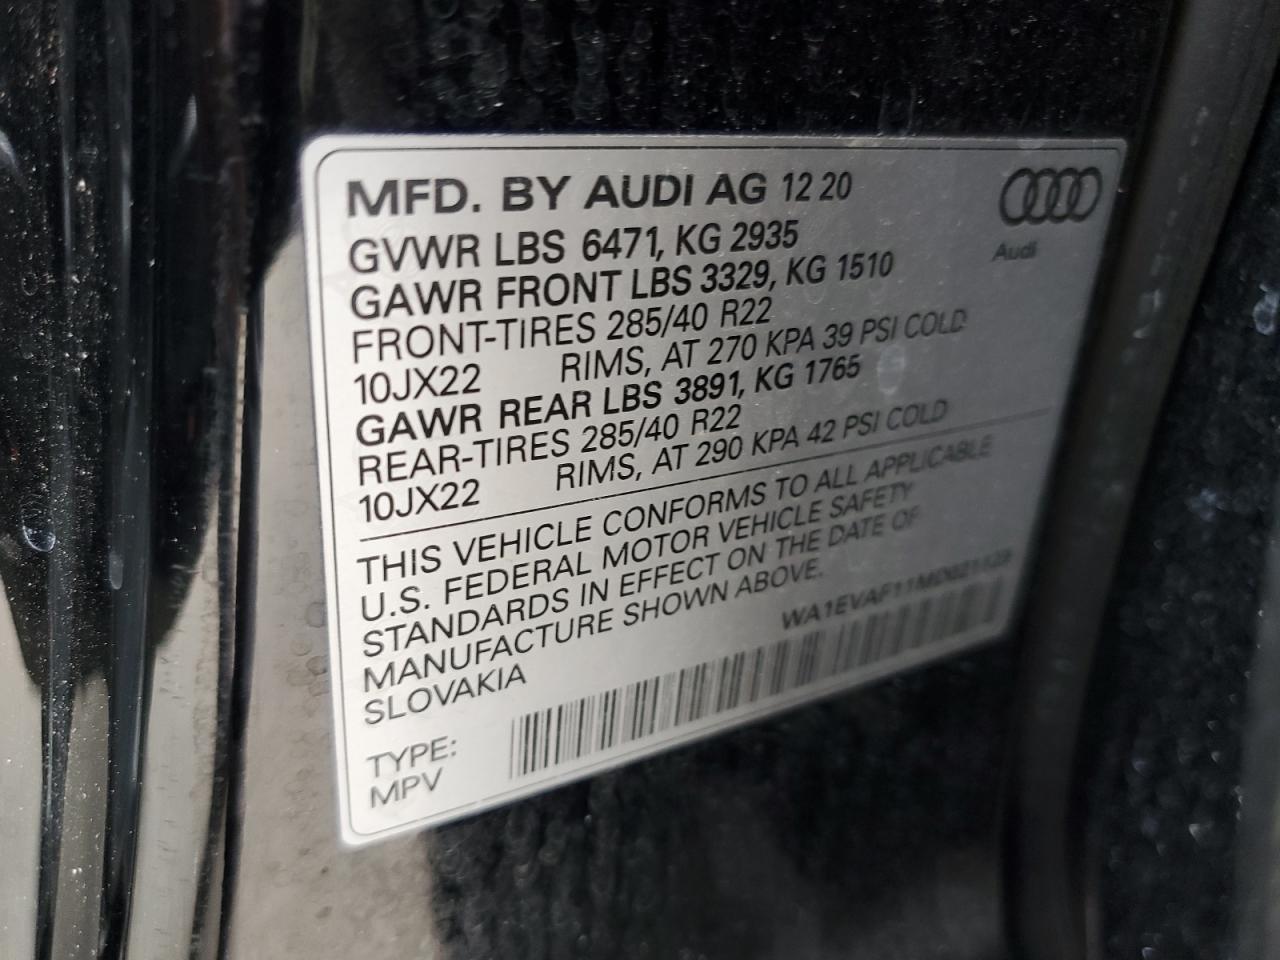 MFD. BY AUDI AG 12 20
Audi
GVWR LBS 6471, KG 2935
GAWR FRONT LBS 3329, KG 1510
FRONT-TIRES 285/40 R22
10JX22 RIMS, AT 270 KPA 39 PSI COLD
GAWR REAR LBS 3891, KG 1765
REAR-TIRES 285/40 R22
10JX22 RIMS, AT 290 KPA 42 PSI COLD
THIS VEHICLE CONFORMS TO ALL APPLICABLE
U.S. FEDERAL MOTOR VEHICLE SAFETY
STANDARDS IN EFFECT ON THE DATE OF
MANUFACTURE SHOWN ABOVE.
SLOVAKIA
TYPE:
MPV